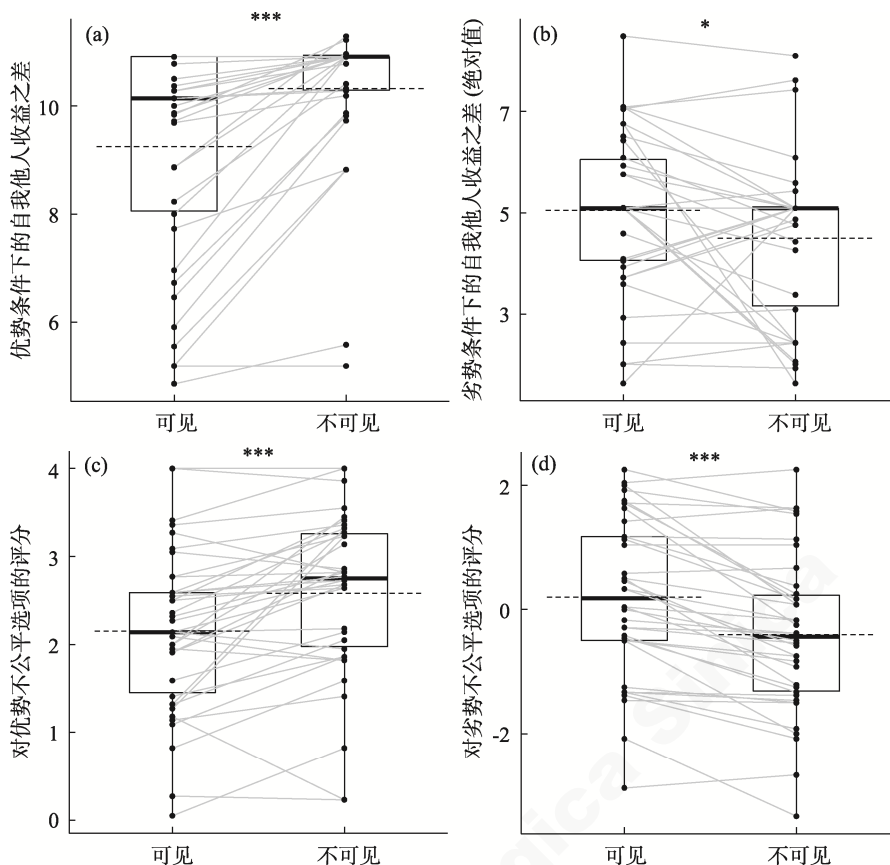 (a)
***
优势条件下的自我他人收益之差
10
8
6
可见
不可见
(b)
*
劣势条件下的自我他人收益之差 (绝对值)
7
5
3
可见
不可见
(c)
***
对优势不公平选项的评分
4
3
2
1
0
可见
不可见
(d)
***
对劣势不公平选项的评分
2
0
-2
可见
不可见